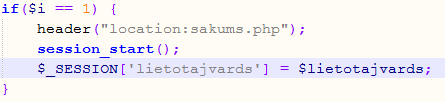 if($i == 1) {
    header("location:sakums.php");
    session_start();
    $_SESSION['lietotajvards'] = $lietotajvards;
}